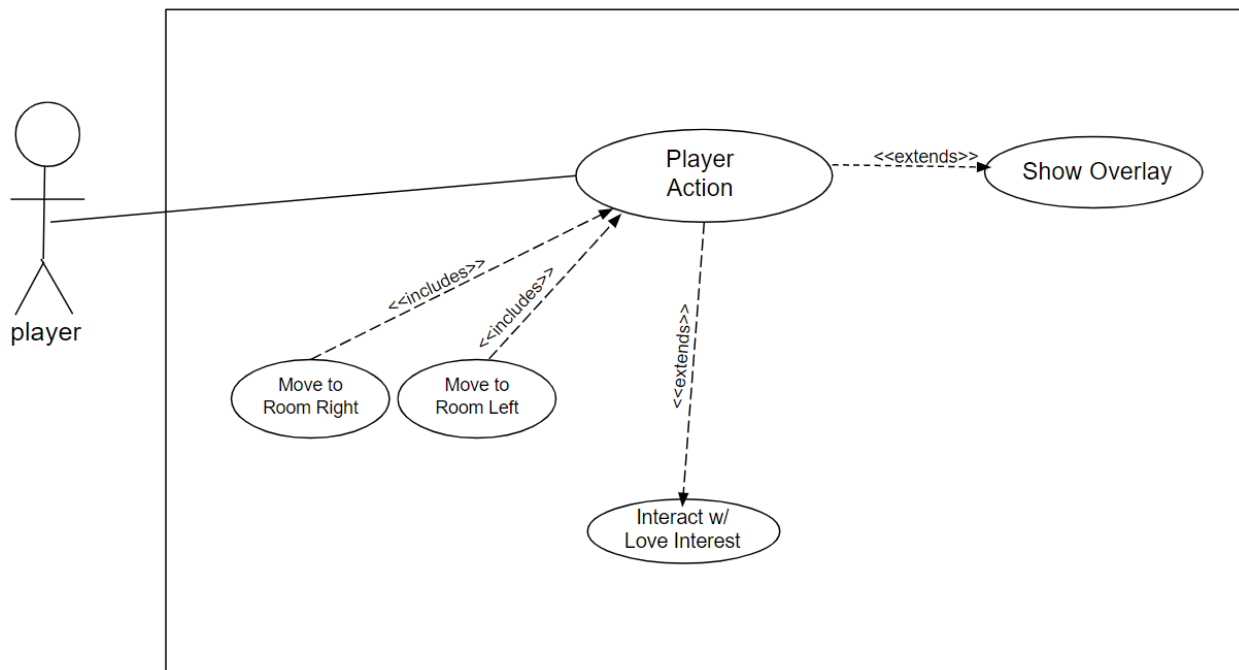 player
Player
Action
<<extends>>
Show Overlay
<<includes>>
<<includes>>
<<extends>>
Move to
Room Right
Move to
Room Left
Interact w/
Love Interest